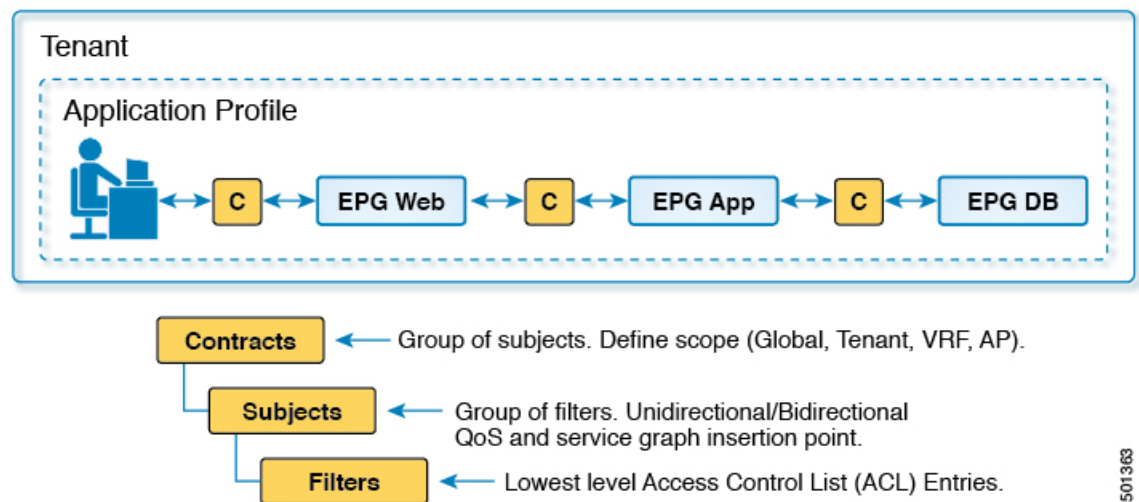 Tenant
Application Profile
C
EPG Web
C
EPG App
C
EPG DB
Contracts
Group of subjects. Define scope (Global, Tenant, VRF, AP).
Subjects
Group of filters. Unidirectional/Bidirectional
QoS and service graph insertion point.
Filters
Lowest level Access Control List (ACL) Entries.
501363